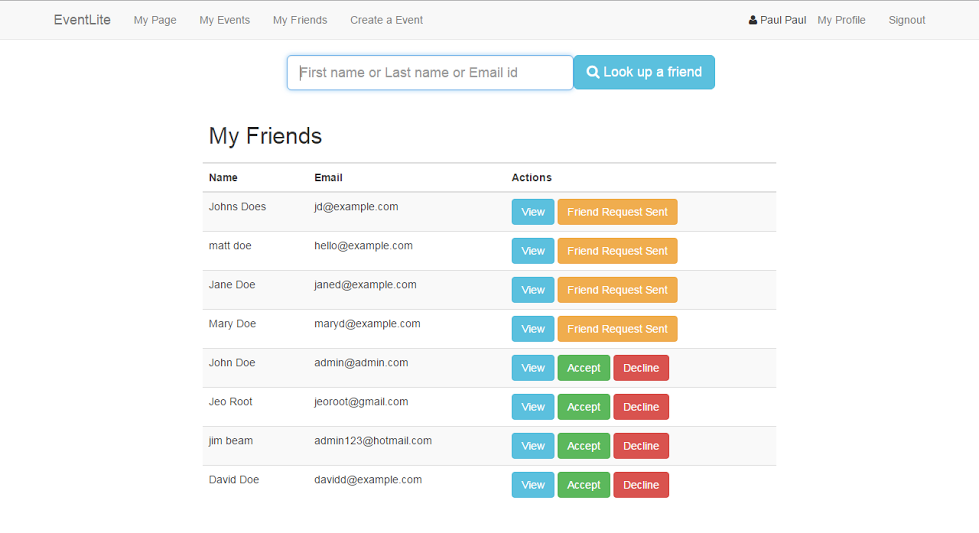 EventLite My Page My Events My Friends Create a Event Paul Paul My Profile Signout
First name or Last name or Email id Look up a friend
My Friends
Name Email Actions
Johns Does jd@example.com View Friend Request Sent
matt doe hello@example.com View Friend Request Sent
Jane Doe janed@example.com View Friend Request Sent
Mary Doe maryd@example.com View Friend Request Sent
John Doe admin@admin.com View Accept Decline
Jeo Root jeoroot@gmail.com View Accept Decline
jim beam admin123@hotmail.com View Accept Decline
David Doe davidd@example.com View Accept Decline